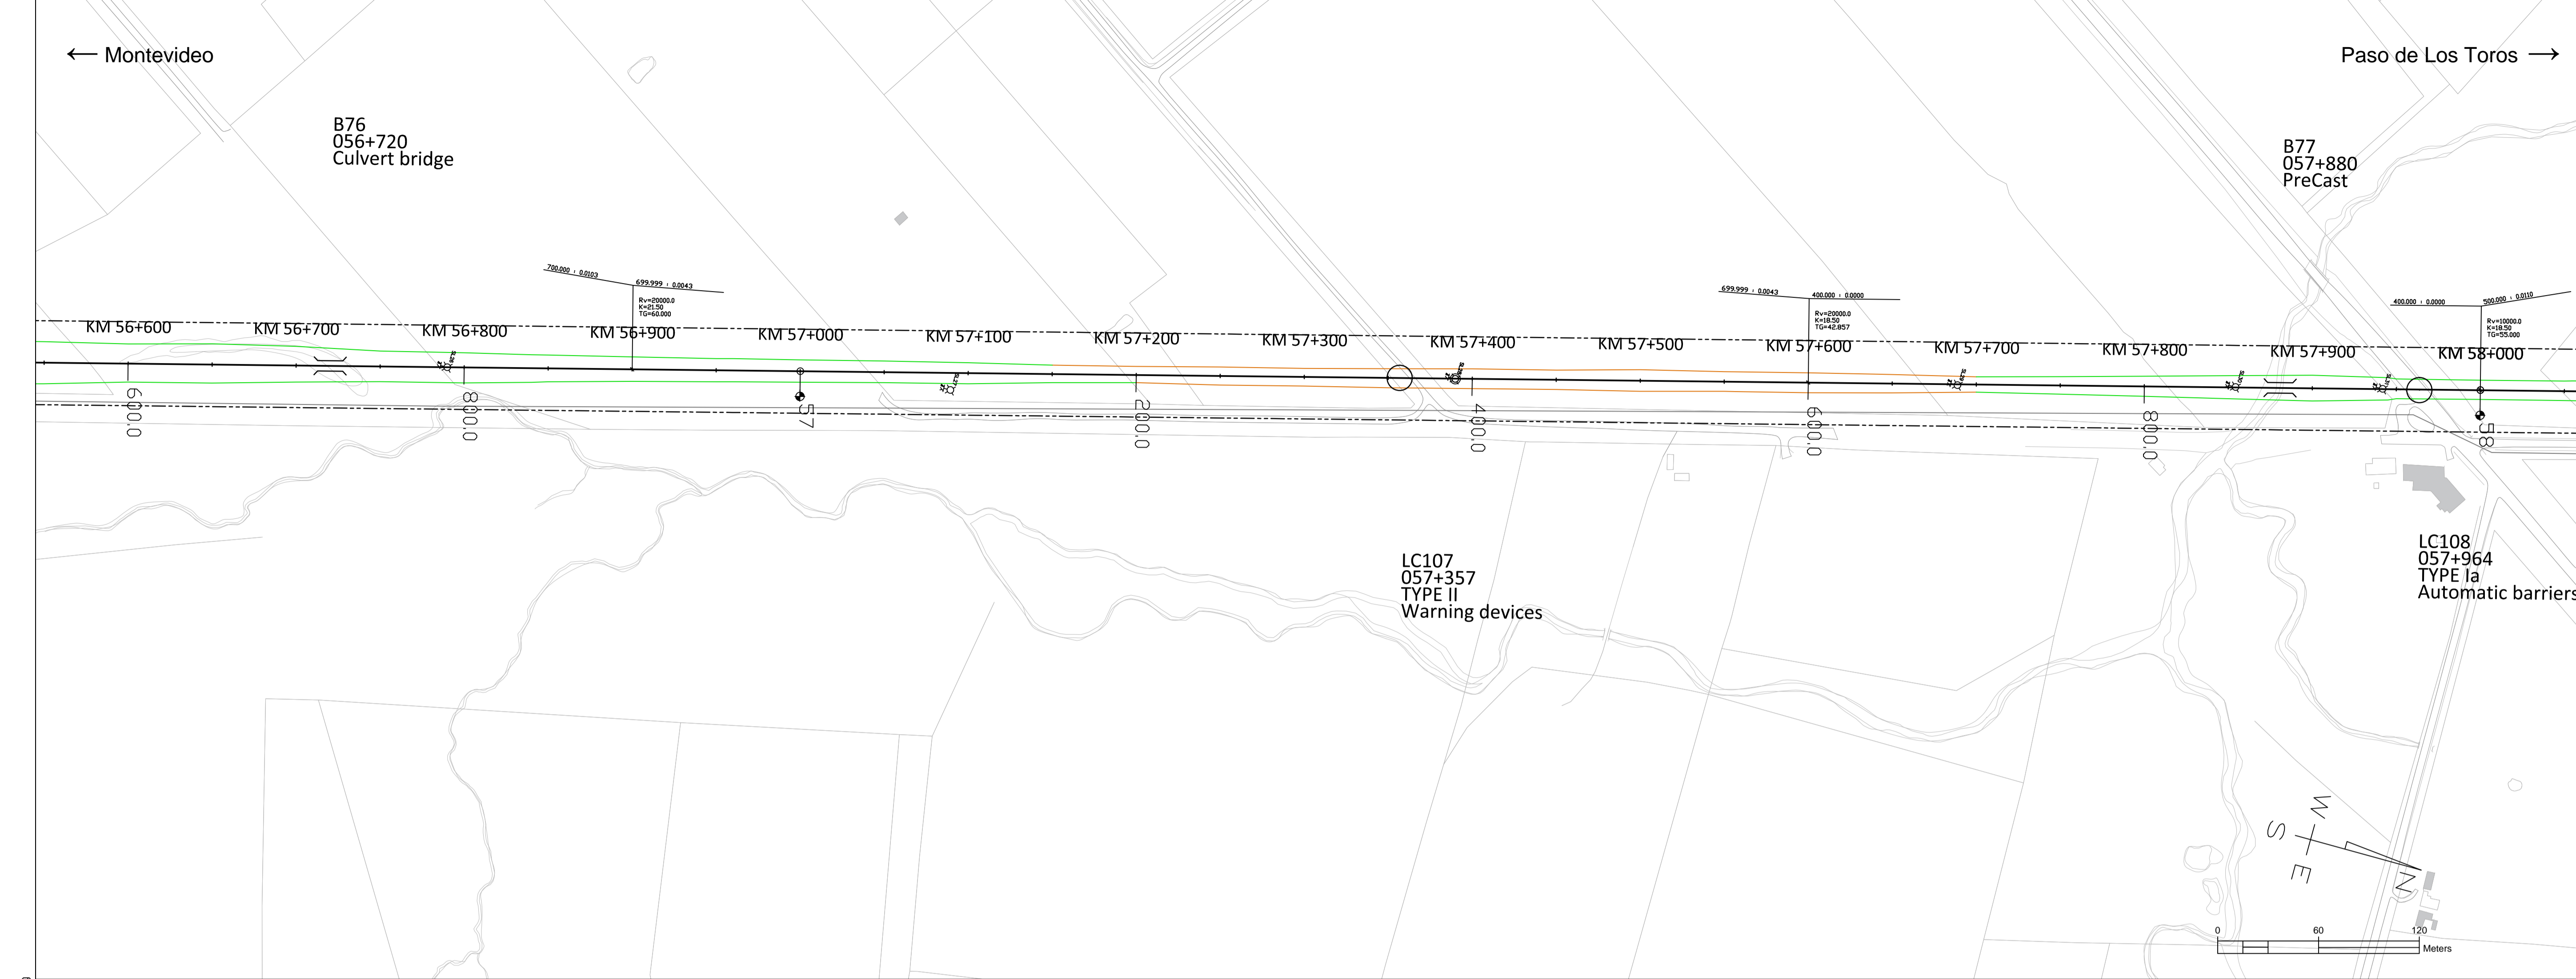 ← Montevideo
Paso de Los Toros →
B76
056+720
Culvert bridge
B77
057+880
PreCast
700.000 : 0.0103
699.999 : 0.0043
Rv=20000.0
K=21.50
TG=60.000
699.999 : 0.0043
400.000 : 0.0000
Rv=20000.0
K=18.50
TG=42.857
400.000 : 0.0000
500.000 : 0.0110
Rv=10000.0
K=18.50
TG=55.000
KM 56+600
KM 56+700
KM 56+800
KM 56+900
KM 57+000
KM 57+100
KM 57+200
KM 57+300
KM 57+400
KM 57+500
KM 57+600
KM 57+700
KM 57+800
KM 57+900
KM 58+000
600.0
800.0
57
200.0
400.0
600.0
800.0
58
LC107
057+357
TYPE II
Warning devices
LC108
057+964
TYPE Ia
Automatic barriers
W
S
E
N
0 60 120
Meters